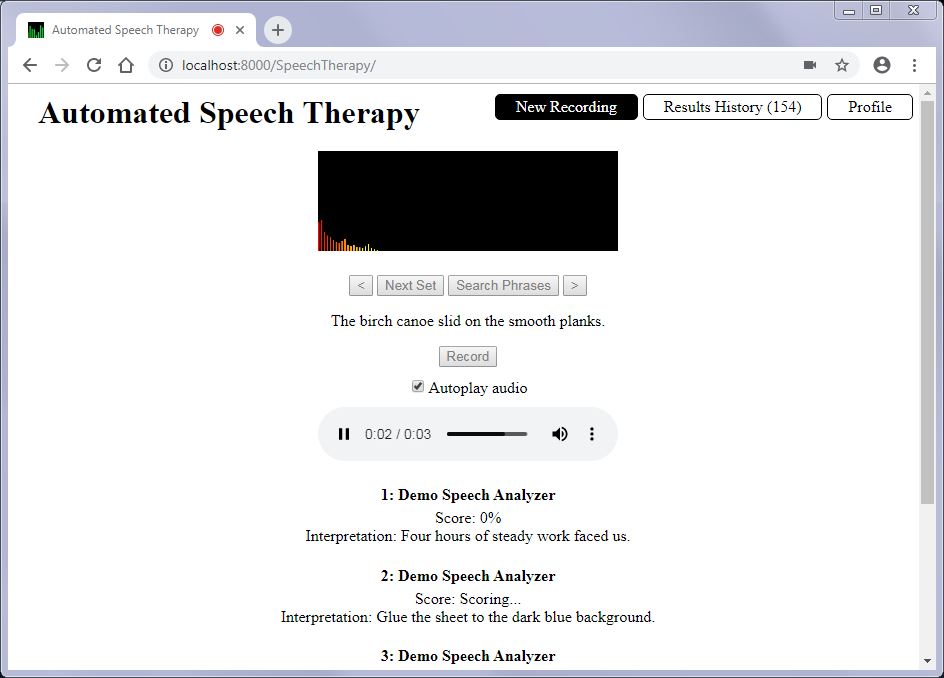 Automated Speech Therapy
localhost:8000/SpeechTherapy/
Automated Speech Therapy
New Recording
Results History (154)
Profile
<
Next Set
Search Phrases
>
The birch canoe slid on the smooth planks.
Record
Autoplay audio
0:02 / 0:03
1: Demo Speech Analyzer
Score: 0%
Interpretation: Four hours of steady work faced us.
2: Demo Speech Analyzer
Score: Scoring...
Interpretation: Glue the sheet to the dark blue background.
3: Demo Speech Analyzer